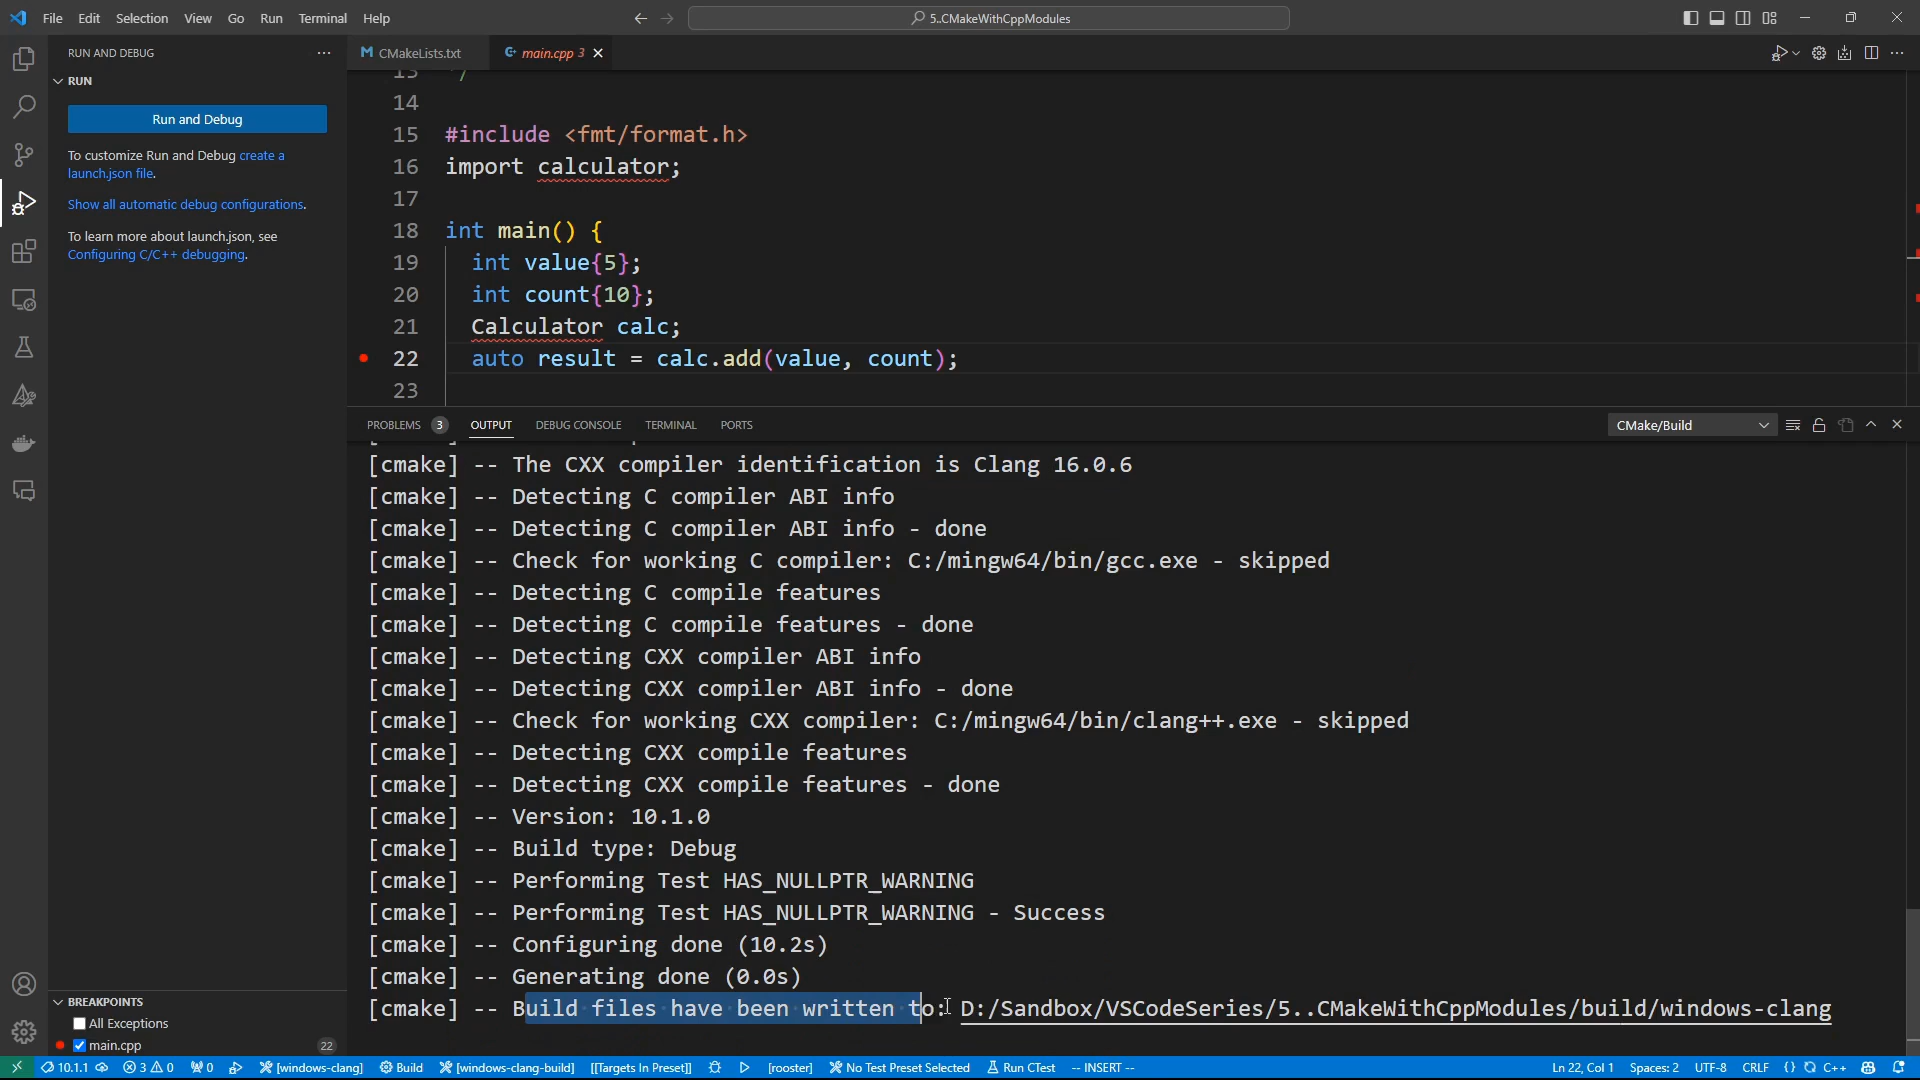 File Edit Selection View Go Run Terminal Help
5..CMakeWithCppModules
RUN AND DEBUG
RUN
Run and Debug
To customize Run and Debug create a
launch.json file.
Show all automatic debug configurations.
To learn more about launch.json, see
Configuring C/C++ debugging.
CMakeLists.txt
main.cpp 3
13 */
14
15 #include <fmt/format.h>
16 import calculator;
17
18 int main() {
19 int value{5};
20 int count{10};
21 Calculator calc;
22 auto result = calc.add(value, count);
23
PROBLEMS 3 OUTPUT DEBUG CONSOLE TERMINAL PORTS
CMake/Build
[cmake] -- The CXX compiler identification is Clang 16.0.6
[cmake] -- Detecting C compiler ABI info
[cmake] -- Detecting C compiler ABI info - done
[cmake] -- Check for working C compiler: C:/mingw64/bin/gcc.exe - skipped
[cmake] -- Detecting C compile features
[cmake] -- Detecting C compile features - done
[cmake] -- Detecting CXX compiler ABI info
[cmake] -- Detecting CXX compiler ABI info - done
[cmake] -- Check for working CXX compiler: C:/mingw64/bin/clang++.exe - skipped
[cmake] -- Detecting CXX compile features
[cmake] -- Detecting CXX compile features - done
[cmake] -- Version: 10.1.0
[cmake] -- Build type: Debug
[cmake] -- Performing Test HAS_NULLPTR_WARNING
[cmake] -- Performing Test HAS_NULLPTR_WARNING - Success
[cmake] -- Configuring done (10.2s)
[cmake] -- Generating done (0.0s)
[cmake] -- Build files have been written to: D:/Sandbox/VSCodeSeries/5..CMakeWithCppModules/build/windows-clang
BREAKPOINTS
All Exceptions
main.cpp 22
10.1.1 3 0 0 [windows-clang] Build [windows-clang-build] [[Targets In Preset]] [rooster] No Test Preset Selected Run CTest -- INSERT -- Ln 22, Col 1 Spaces: 2 UTF-8 CRLF {} C++